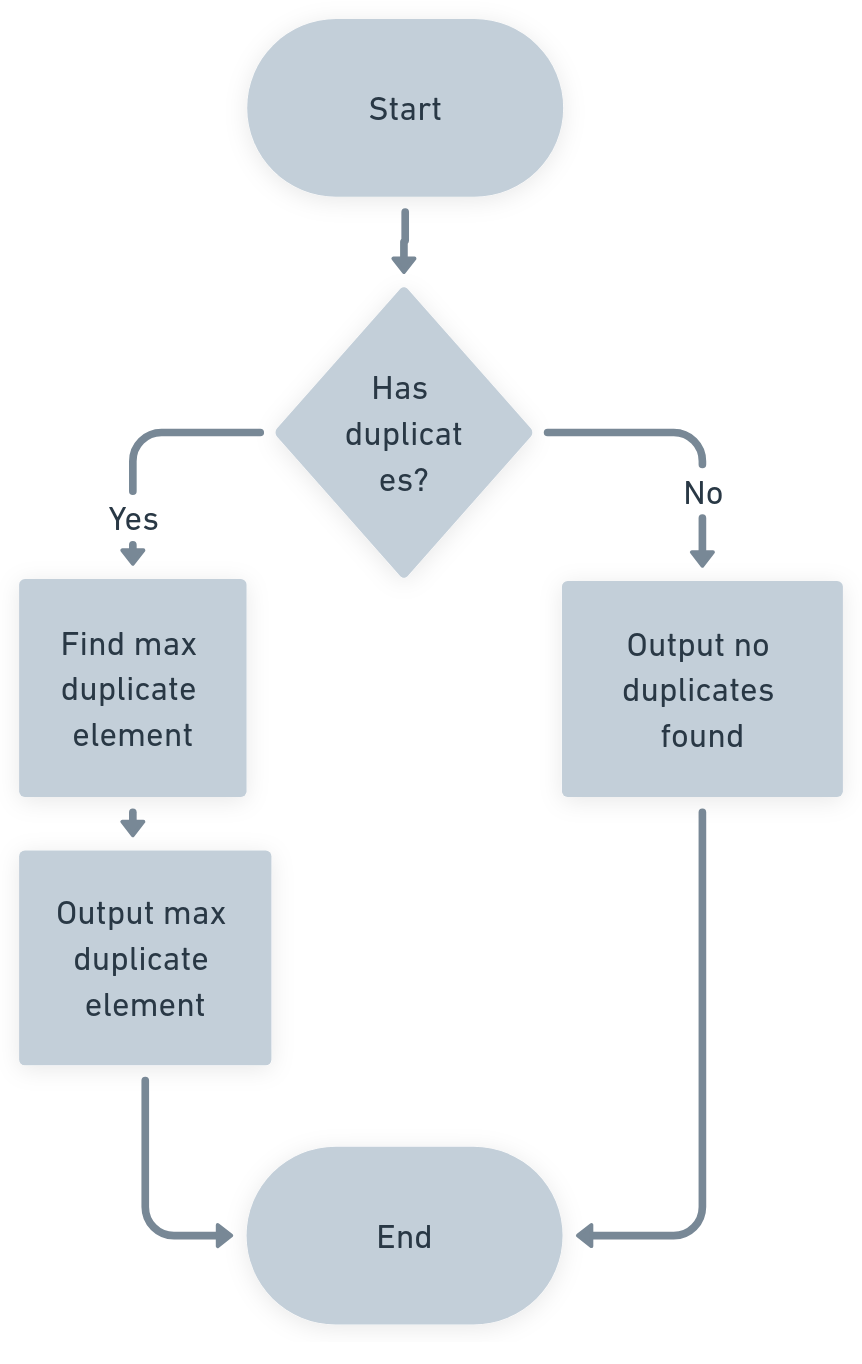 Start
Has
duplicat
es?
Yes
No
Find max
duplicate
element
Output no
duplicates
found
Output max
duplicate
element
End